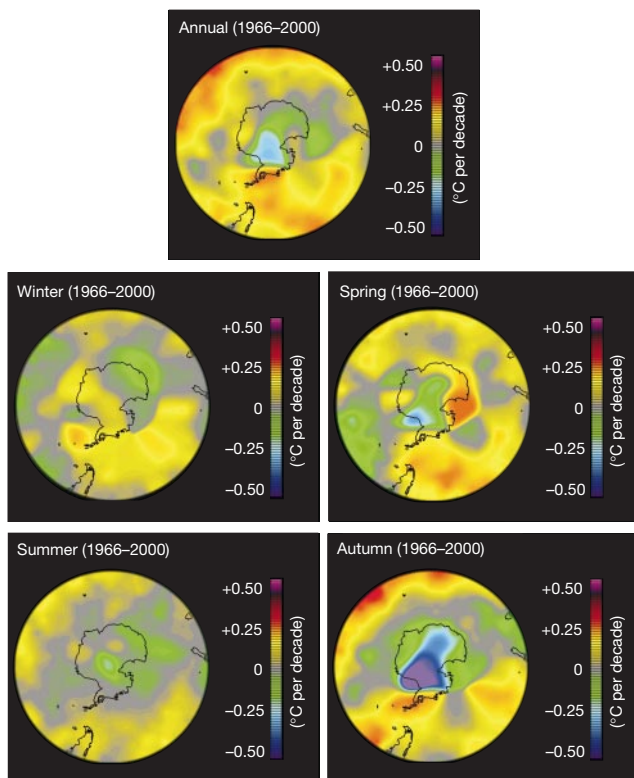 Annual (1966–2000)
+0.50
+0.25
0
−0.25
−0.50
(°C per decade)
Winter (1966–2000)
+0.50
+0.25
0
−0.25
−0.50
(°C per decade)
Spring (1966–2000)
+0.50
+0.25
0
−0.25
−0.50
(°C per decade)
Summer (1966–2000)
+0.50
+0.25
0
−0.25
−0.50
(°C per decade)
Autumn (1966–2000)
+0.50
+0.25
0
−0.25
−0.50
(°C per decade)